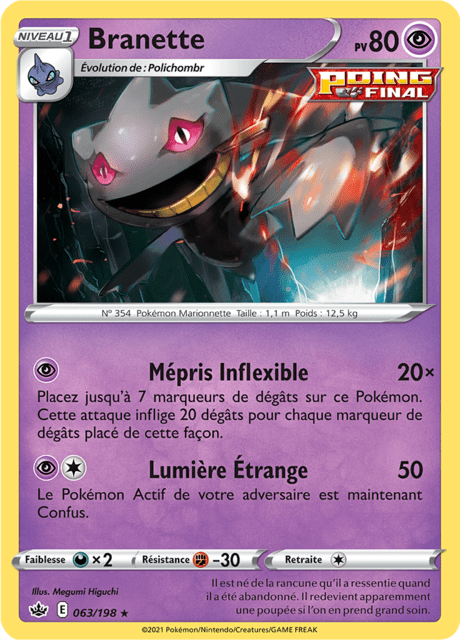 NIVEAU 1
Branette
PV 80
Évolution de : Polichombr
POING
FINAL
Nº 354 Pokémon Marionnette Taille : 1,1 m Poids : 12,5 kg
Mépris Inflexible 20×
Placez jusqu'à 7 marqueurs de dégâts sur ce Pokémon.
Cette attaque inflige 20 dégâts pour chaque marqueur de
dégâts placé de cette façon.
Lumière Étrange 50
Le Pokémon Actif de votre adversaire est maintenant
Confus.
Faiblesse ×2 Résistance -30 Retraite
Illus. Megumi Higuchi
Il est né de la rancune qu'il a ressentie quand
il a été abandonné. Il redevient apparemment
une poupée si l'on en prend grand soin.
E 063/198 ★
©2021 Pokémon/Nintendo/Creatures/GAME FREAK